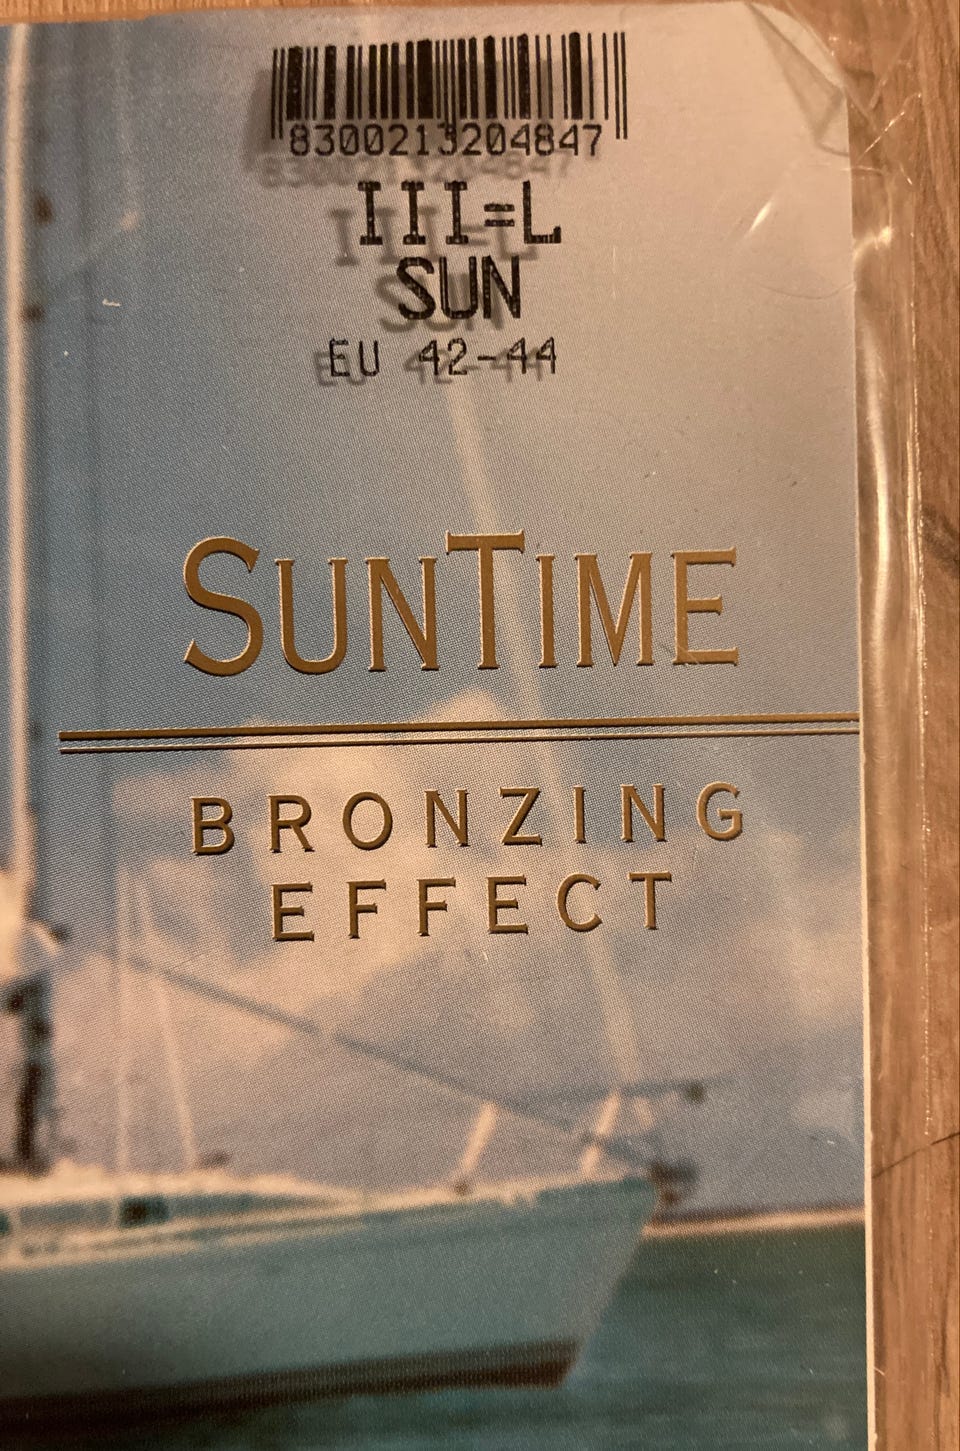 8300213204847
III=L
SUN
EU 42-44
SUNTIME
BRONZING
EFFECT